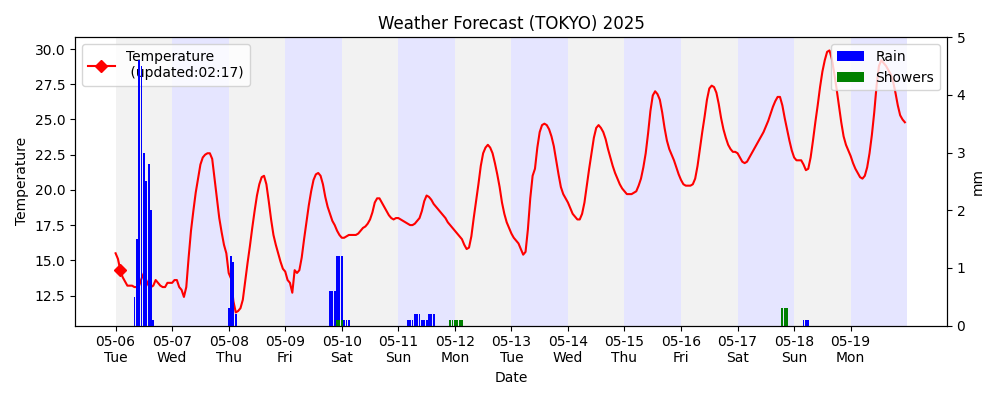 Weather Forecast (TOKYO) 2025
Temperature
(updated:02:17)
Rain
Showers
30.0
27.5
25.0
22.5
20.0
17.5
15.0
12.5
Temperature
5
4
3
2
1
0
mm
05-06 05-07 05-08 05-09 05-10 05-11 05-12 05-13 05-14 05-15 05-16 05-17 05-18 05-19
Tue Wed Thu Fri Sat Sun Mon Tue Wed Thu Fri Sat Sun Mon
Date